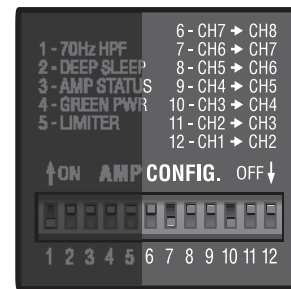 1 - 70Hz HPF
2 - DEEP SLEEP
3 - AMP STATUS
4 - GREEN PWR
5 - LIMITER
6 - CH7 → CH8
7 - CH6 → CH7
8 - CH5 → CH6
9 - CH4 → CH5
10 - CH3 → CH4
11 - CH2 → CH3
12 - CH1 → CH2
↑ON AMP CONFIG. OFF↓
1 2 3 4 5 6 7 8 9 10 11 12